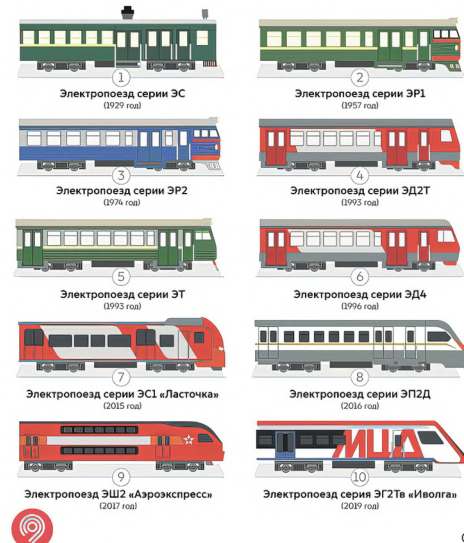 1
Электропоезд серии ЭС
(1929 год)
2
Электропоезд серии ЭР1
(1957 год)
3
Электропоезд серии ЭР2
(1974 год)
4
Электропоезд серии ЭД2Т
(1993 год)
5
Электропоезд серии ЭТ
(1993 год)
6
Электропоезд серии ЭД4
(1996 год)
7
Электропоезд серии ЭС1 «Ласточка»
(2015 год)
8
Электропоезд серии ЭП2Д
(2016 год)
9
Электропоезд ЭШ2 «Аэроэкспресс»
(2017 год)
МЦД
10
Электропоезд серия ЭГ2Тв «Иволга»
(2019 год)